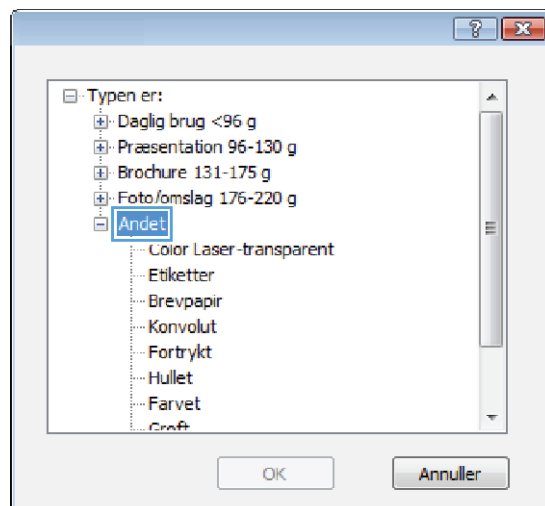 Typen er:
Daglig brug <96 g
Præsentation 96-130 g
Brochure 131-175 g
Foto/omslag 176-220 g
Andet
Color Laser-transparent
Etiketter
Brevpapir
Konvolut
Fortrykt
Hullet
Farvet
Groft
OK
Annuller